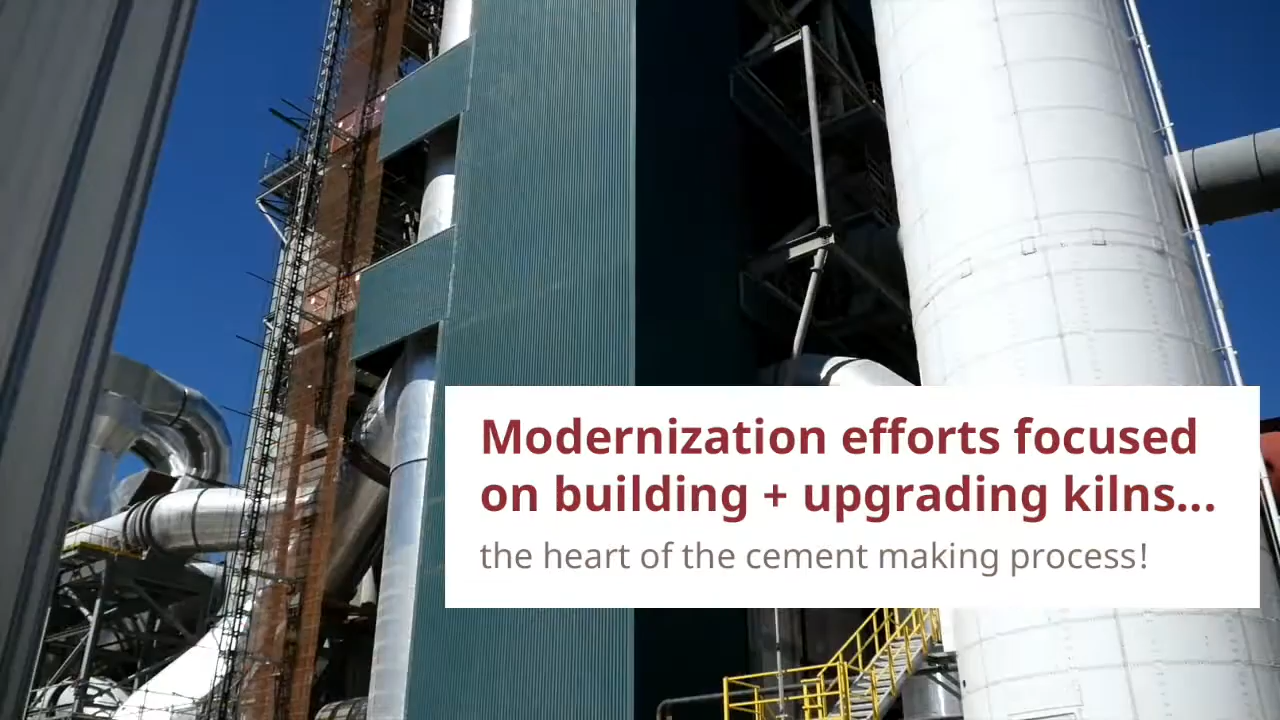 Modernization efforts focused
on building + upgrading kilns...
the heart of the cement making process!